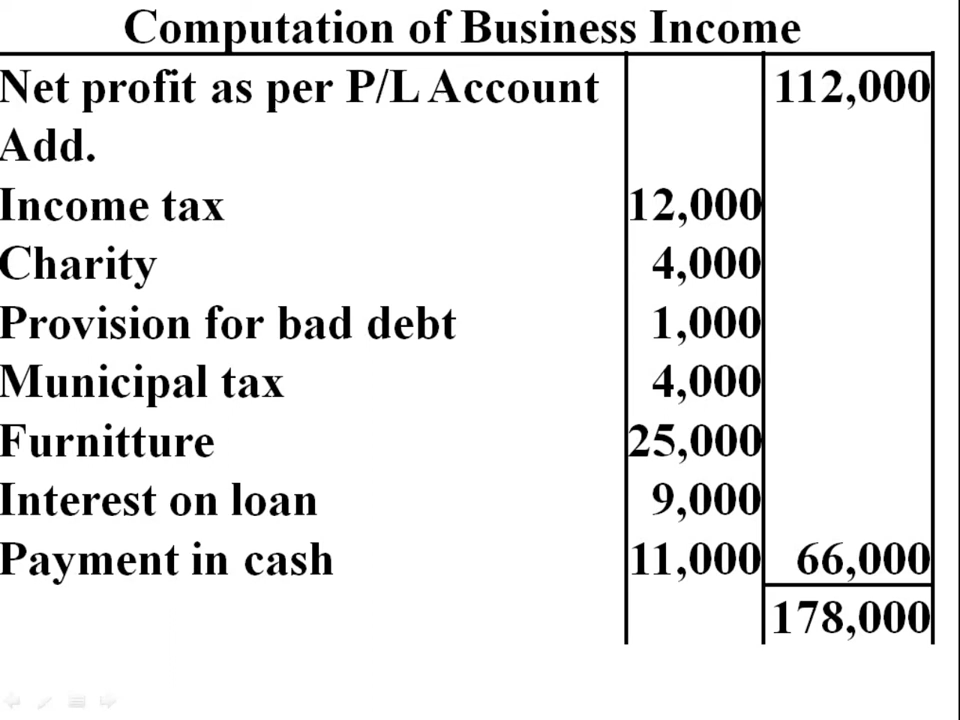 Computation of Business Income
Net profit as per P/L Account 112,000
Add.
Income tax 12,000
Charity 4,000
Provision for bad debt 1,000
Municipal tax 4,000
Furnitture 25,000
Interest on loan 9,000
Payment in cash 11,000 66,000
178,000